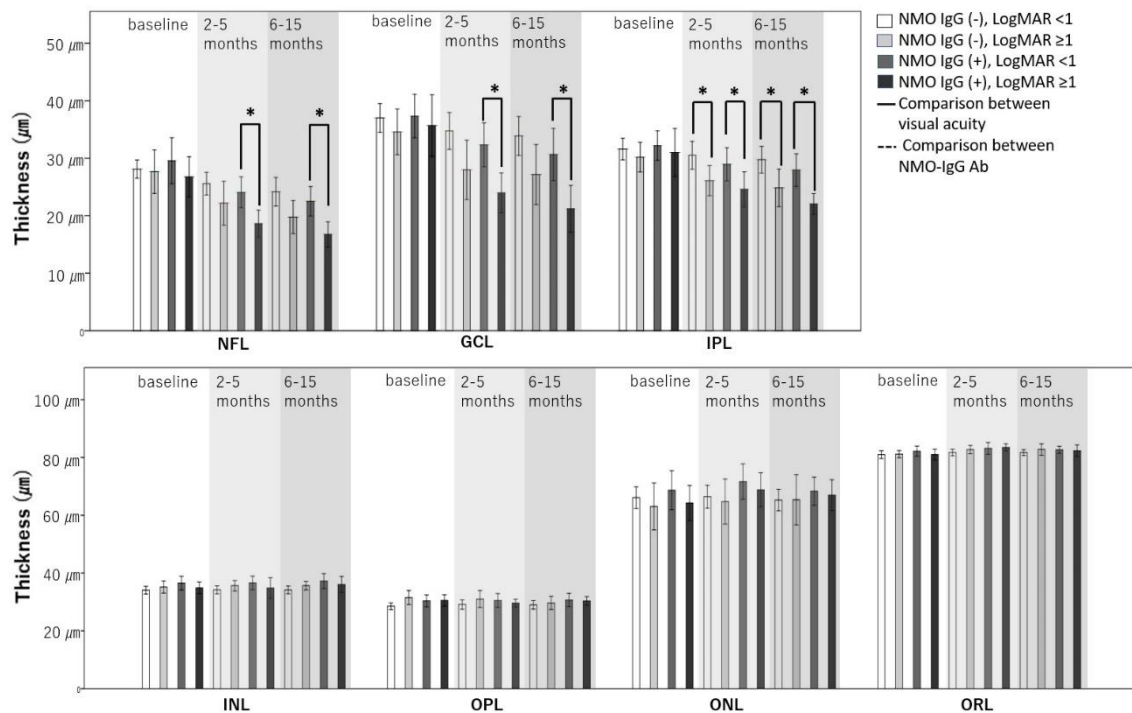 baseline 2-5 months 6-15 months baseline 2-5 months 6-15 months baseline 2-5 months 6-15 months
50 ㎛
40 ㎛
30 ㎛
20 ㎛
10 ㎛
0
Thickness (㎛)
* * * * * * * *
NFL GCL IPL
NMO IgG (-), LogMAR <1
NMO IgG (-), LogMAR ≥1
NMO IgG (+), LogMAR <1
NMO IgG (+), LogMAR ≥1
Comparison between
visual acuity
Comparison between
NMO-IgG Ab
baseline 2-5 months 6-15 months baseline 2-5 months 6-15 months baseline 2-5 months 6-15 months baseline 2-5 months 6-15 months
100 ㎛
80 ㎛
60 ㎛
40 ㎛
20 ㎛
0
Thickness (㎛)
INL OPL ONL ORL